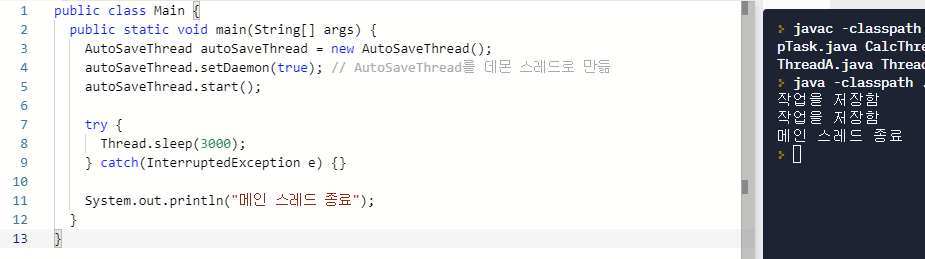 1 public class Main {
2 public static void main(String[] args) {
3 AutoSaveThread autoSaveThread = new AutoSaveThread();
4 autoSaveThread.setDaemon(true); // AutoSaveThread를 데몬 스레드로 만듦
5 autoSaveThread.start();
6
7 try {
8 Thread.sleep(3000);
9 } catch(InterruptedException e) {}
10
11 System.out.println("메인 스레드 종료");
12 }
13 }
> javac -classpath
pTask.java CalcThre
ThreadA.java Thread
> java -classpath .
작업을 저장함
작업을 저장함
메인 스레드 종료
>